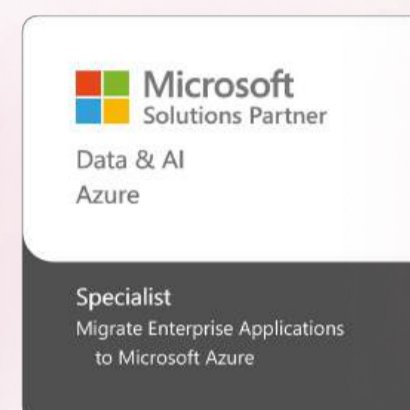 Microsoft
Solutions Partner
Data & AI
Azure
Specialist
Migrate Enterprise Applications
to Microsoft Azure